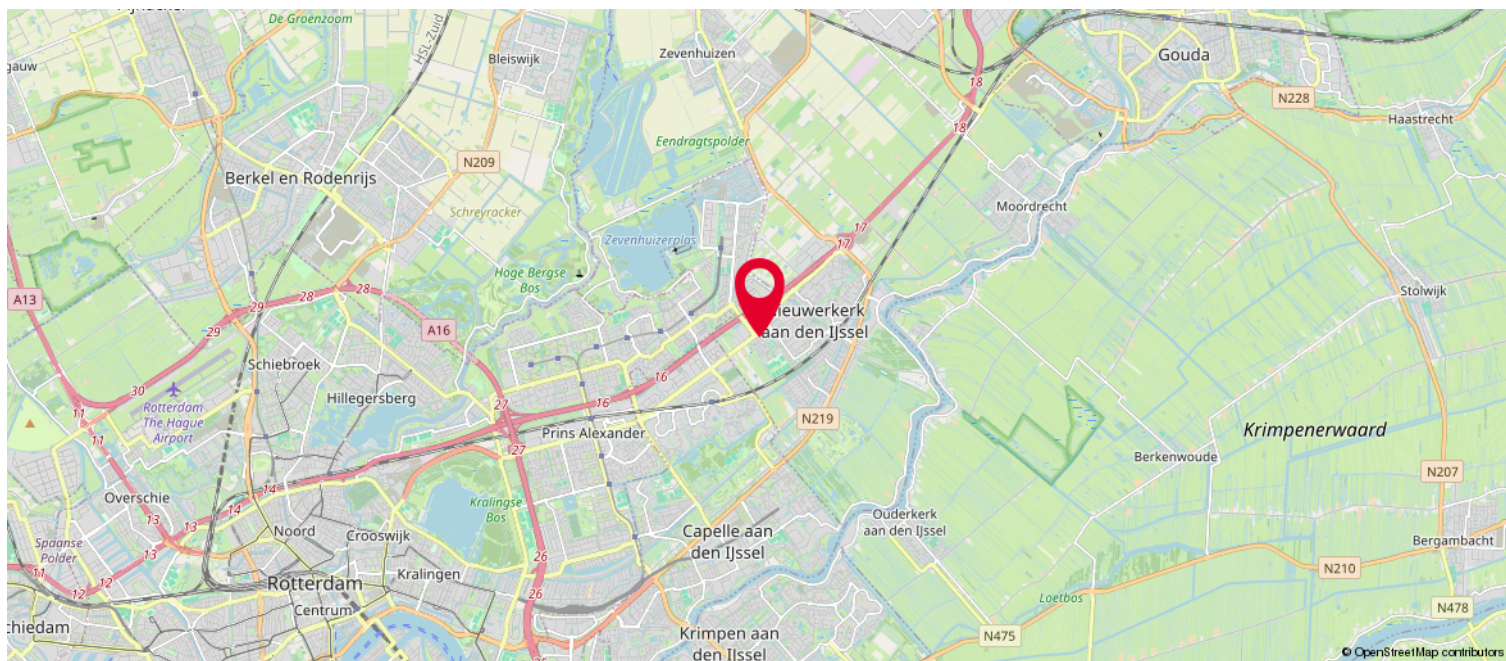 De Groenzoom
HSL-Zuid
Bleiswijk
Zevenhuizen
Gouda
18
18
N228
Haastrecht
gauw
Eendragtspolder
N209
Berkel en Rodenrijs
Schreyracker
Moordrecht
Zevenhuizerplas
17
17
Hoge Bergse
Bos
A13
29
28
28
29
A16
Stolwijk
ieuwerkerk
aan den IJssel
Schiebroek
30
Rotterdam
The Hague
Airport
11
11
Hillegersberg
27
27
16
16
N219
Prins Alexander
Krimpenerwaard
Berkenwoude
N207
Overschie
14
14
13
13
Kralingse
Bos
Noord
Crooswijk
Capelle aan
den IJssel
Ouderkerk
aan den IJssel
Spaanse
Polder
Bergambacht
11
12
12
26
26
26
Rotterdam
Kralingen
Centrum
N210
Loetbos
N478
chiedam
Krimpen aan
den IJssel
N475
© OpenStreetMap contributors